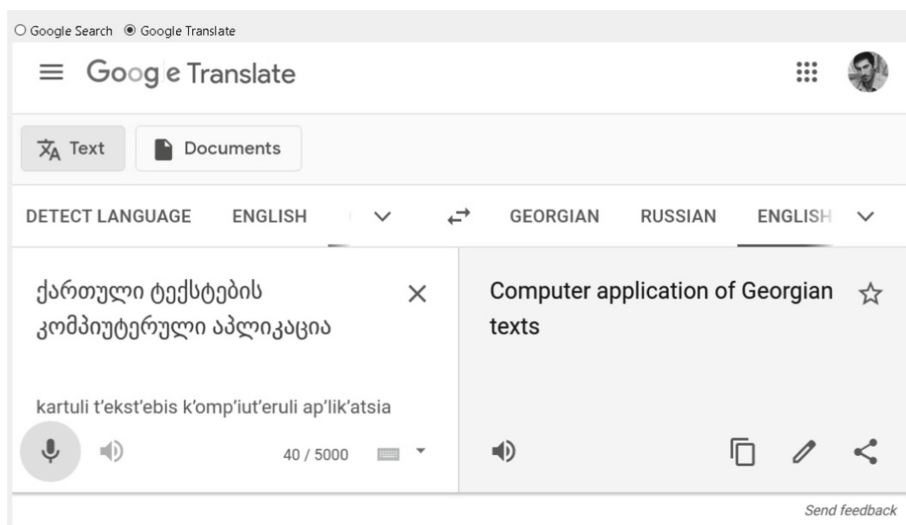 Google Search Google Translate
Google Translate
Text Documents
DETECT LANGUAGE ENGLISH GEORGIAN RUSSIAN ENGLISH
ქართული ტექსტების
კომპიუტერული აპლიკაცია
kartuli t'ekst'ebis k'omp'iut'eruli ap'lik'atsia
40 / 5000
Computer application of Georgian
texts
Send feedback